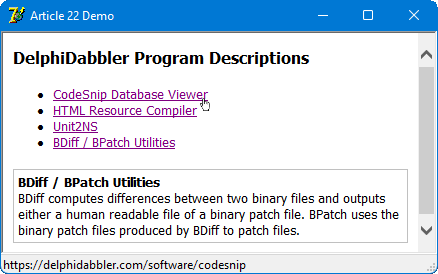 Article 22 Demo
DelphiDabbler Program Descriptions
CodeSnip Database Viewer
HTML Resource Compiler
Unit2NS
BDiff / BPatch Utilities
BDiff / BPatch Utilities
BDiff computes differences between two binary files and outputs
either a human readable file of a binary patch file. BPatch uses the
binary patch files produced by BDiff to patch files.
https://delphidabbler.com/software/codesnip